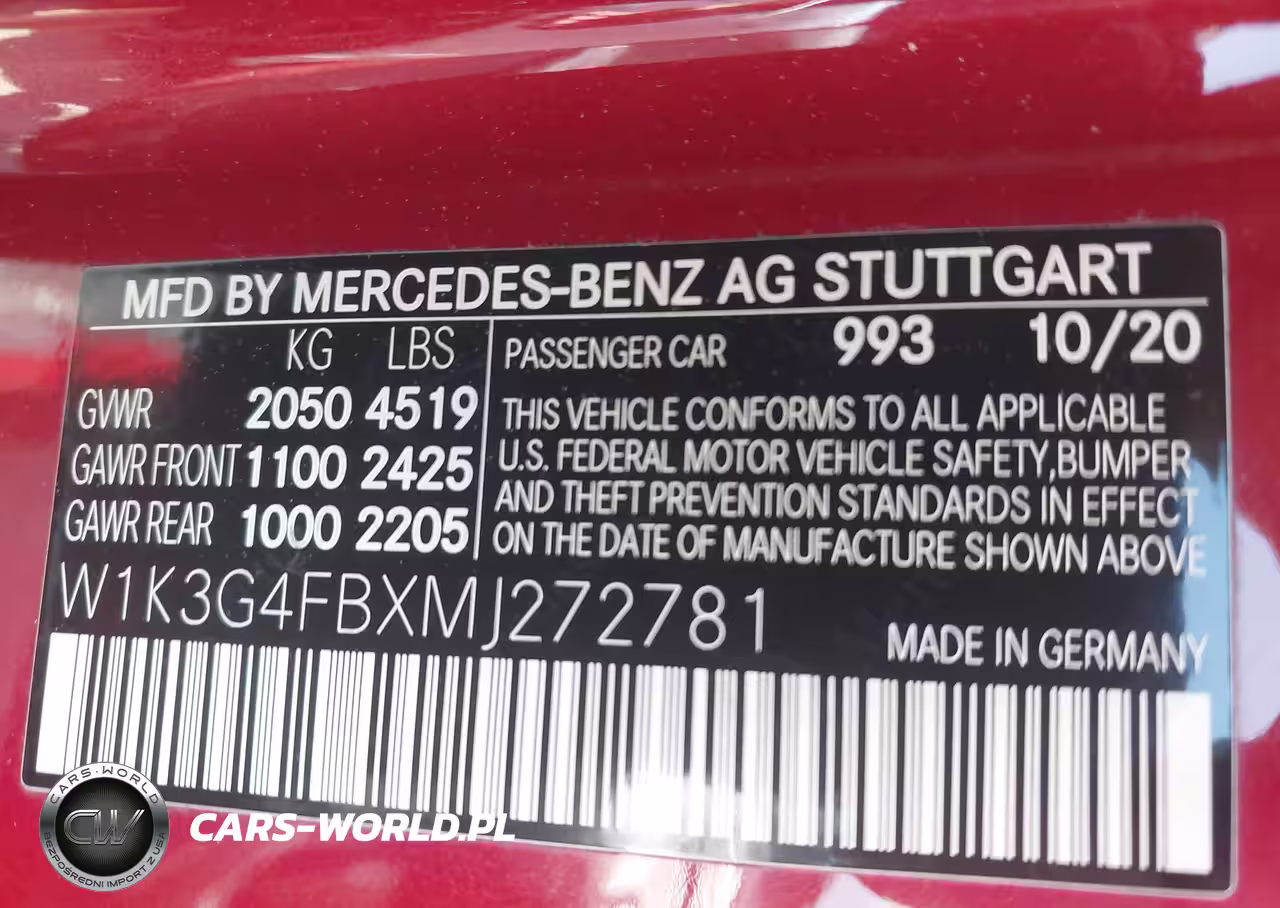 MFD BY MERCEDES-BENZ AG STUTTGART
KG LBS
PASSENGER CAR 993 10/20
GVWR 2050 4519
GAWR FRONT 1100 2425
GAWR REAR 1000 2205
THIS VEHICLE CONFORMS TO ALL APPLICABLE
U.S. FEDERAL MOTOR VEHICLE SAFETY,BUMPER
AND THEFT PREVENTION STANDARDS IN EFFECT
ON THE DATE OF MANUFACTURE SHOWN ABOVE
W1K3G4FBXMJ272781
MADE IN GERMANY
CARS-WORLD
CW
BEZPOŚREDNI IMPORT Z USA
CARS-WORLD.PL